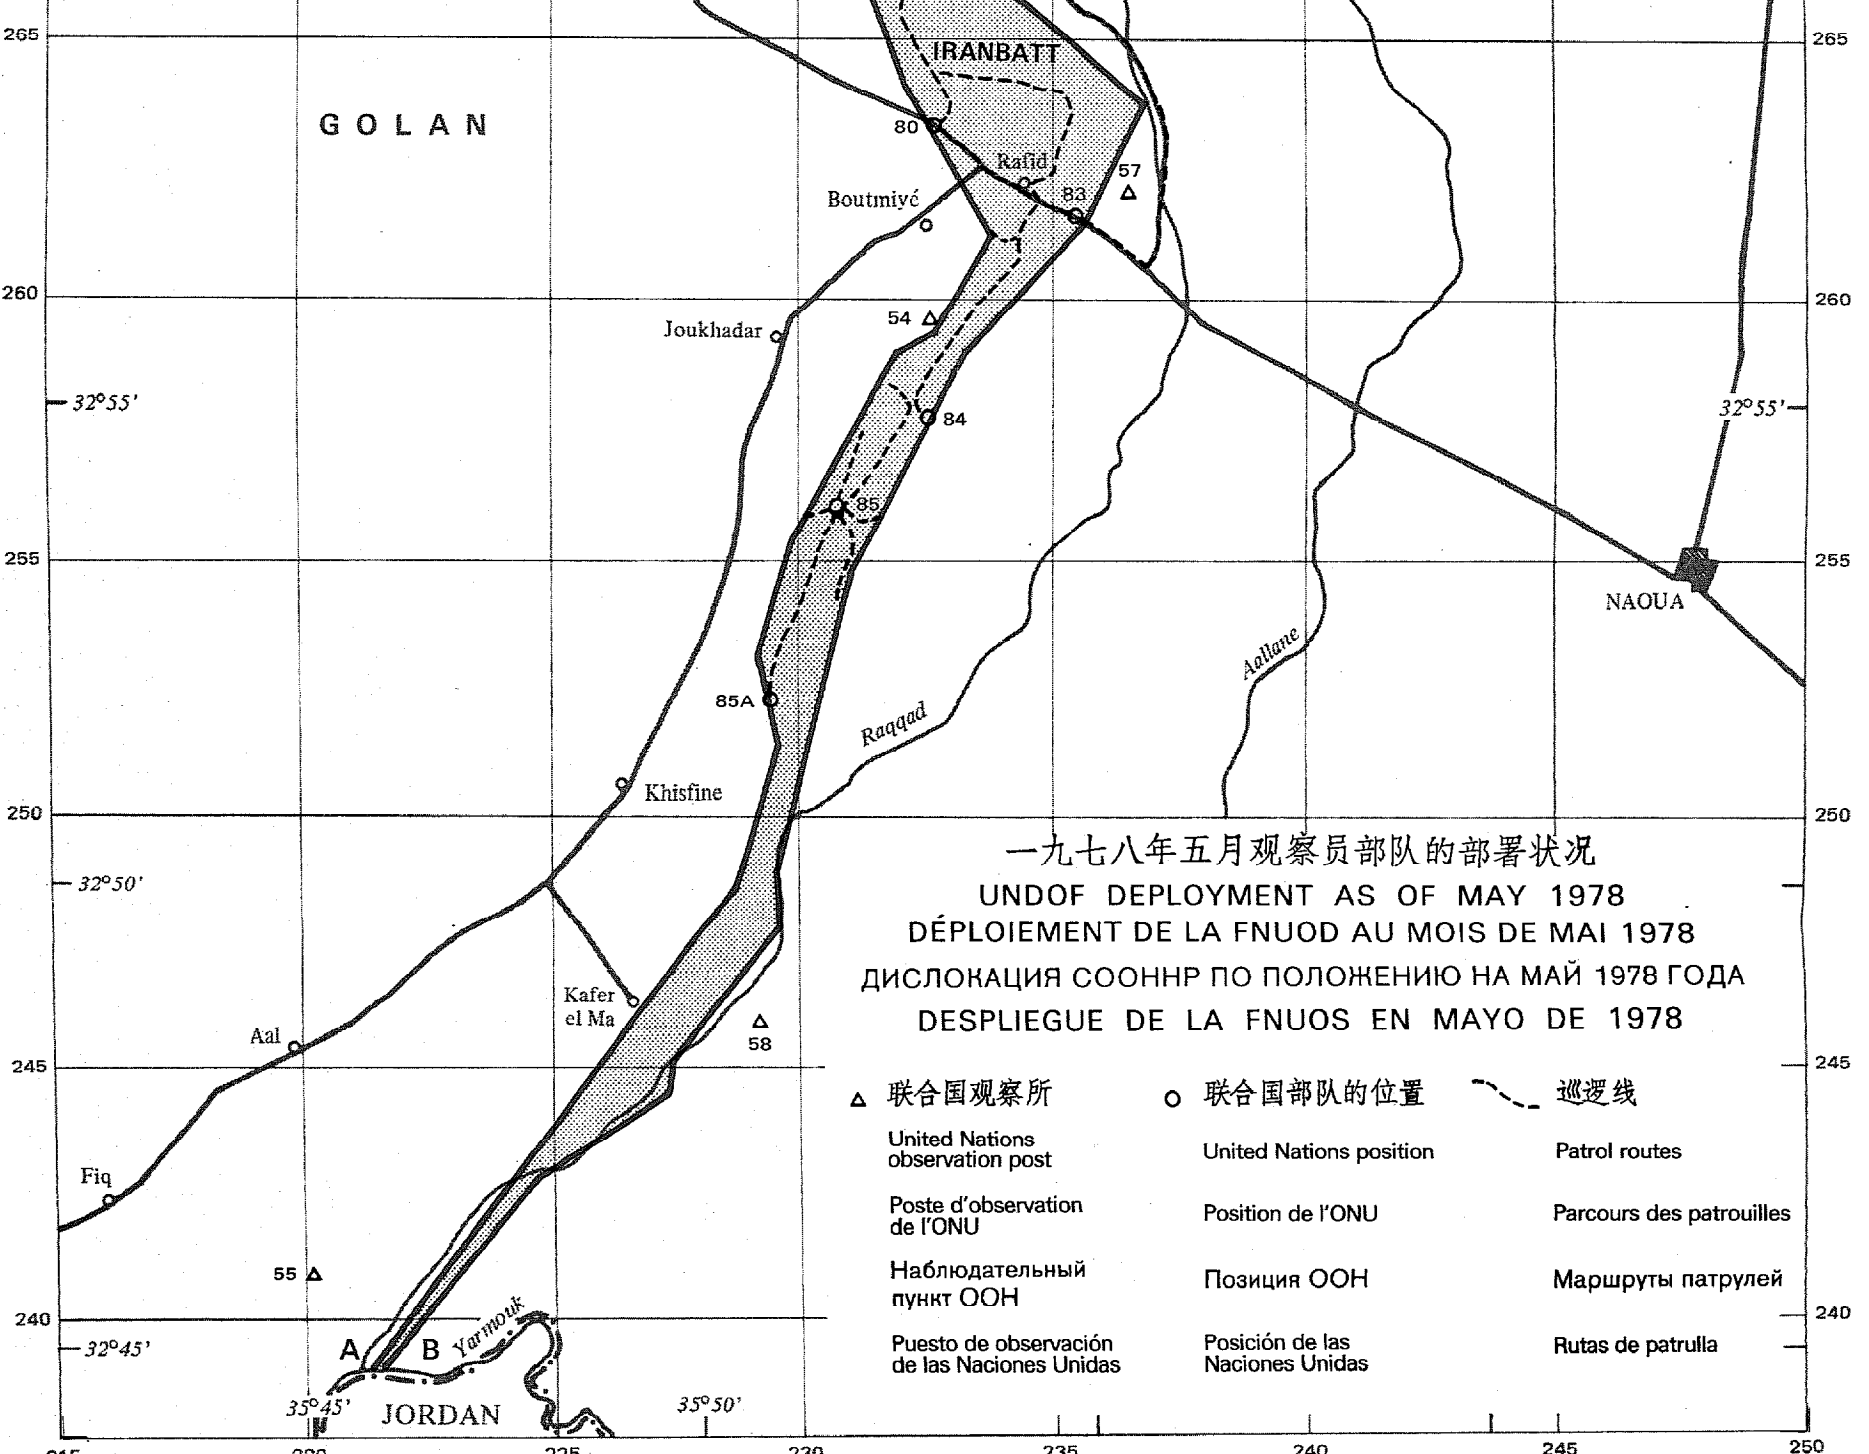 265
265
IRANBATT
GOLAN
80
57
Rafid
83
Boutmiyé
260
260
54
Joukhadar
32°55'
32°55'
84
85
255
255
NAOUA
Aallane
85A
Raqqad
Khisfine
250
250
一九七八年五月观察员部队的部署状况
32°50'
UNDOF DEPLOYMENT AS OF MAY 1978
DÉPLOIEMENT DE LA FNUOD AU MOIS DE MAI 1978
ДИСЛОКАЦИЯ СООННР ПО ПОЛОЖЕНИЮ НА МАЙ 1978 ГОДА
Kafer
el Ma
DESPLIEGUE DE LA FNUOS EN MAYO DE 1978
Aal
58
245
245
联合国观察所
联合国部队的位置
巡逻线
United Nations
observation post
United Nations position
Patrol routes
Fiq
Poste d'observation
de l'ONU
Position de l'ONU
Parcours des patrouilles
55
Наблюдательный
пункт ООН
Позиция ООН
Маршруты патрулей
240
240
Yarmouk
32°45'
A
B
Puesto de observación
de las Naciones Unidas
Posición de las
Naciones Unidas
Rutas de patrulla
35°45'
JORDAN
35°50'
235
240
245
250